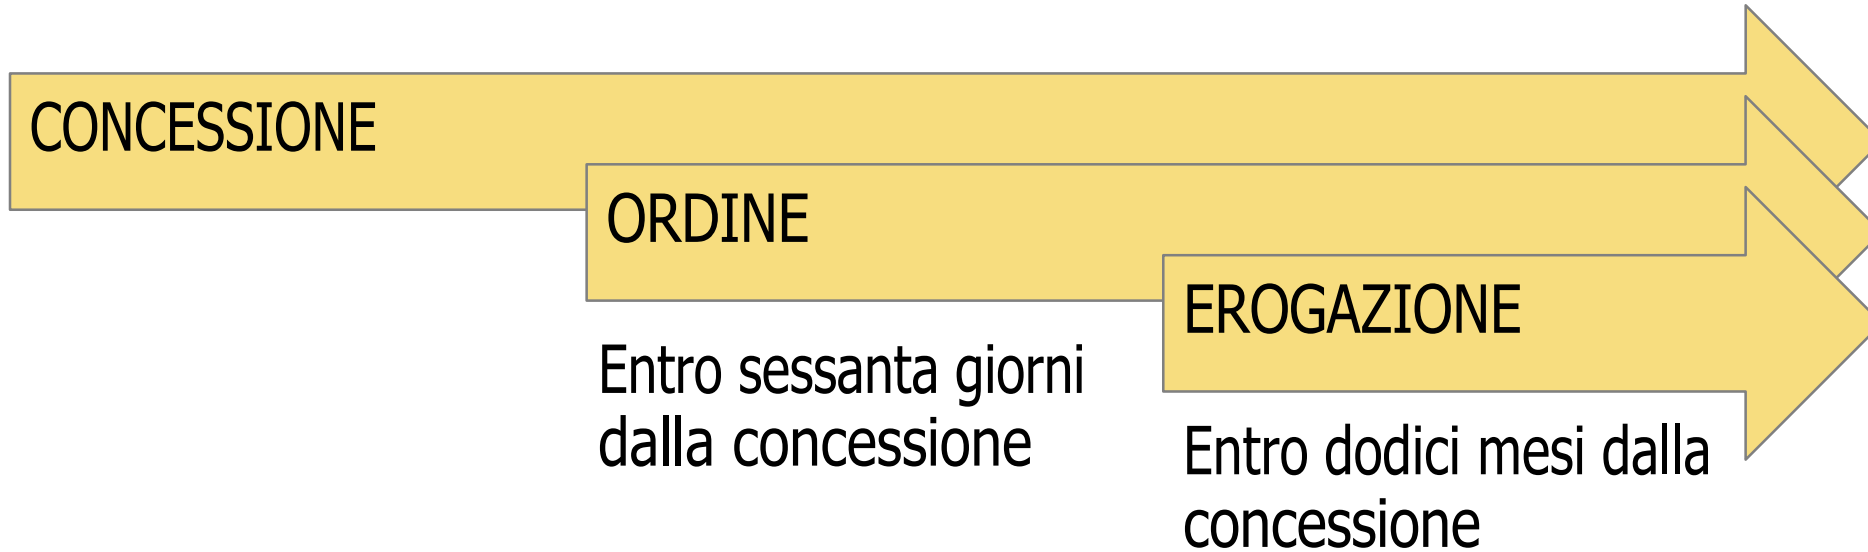 CONCESSIONE
ORDINE
Entro sessanta giorni
dalla concessione
EROGAZIONE
Entro dodici mesi dalla
concessione